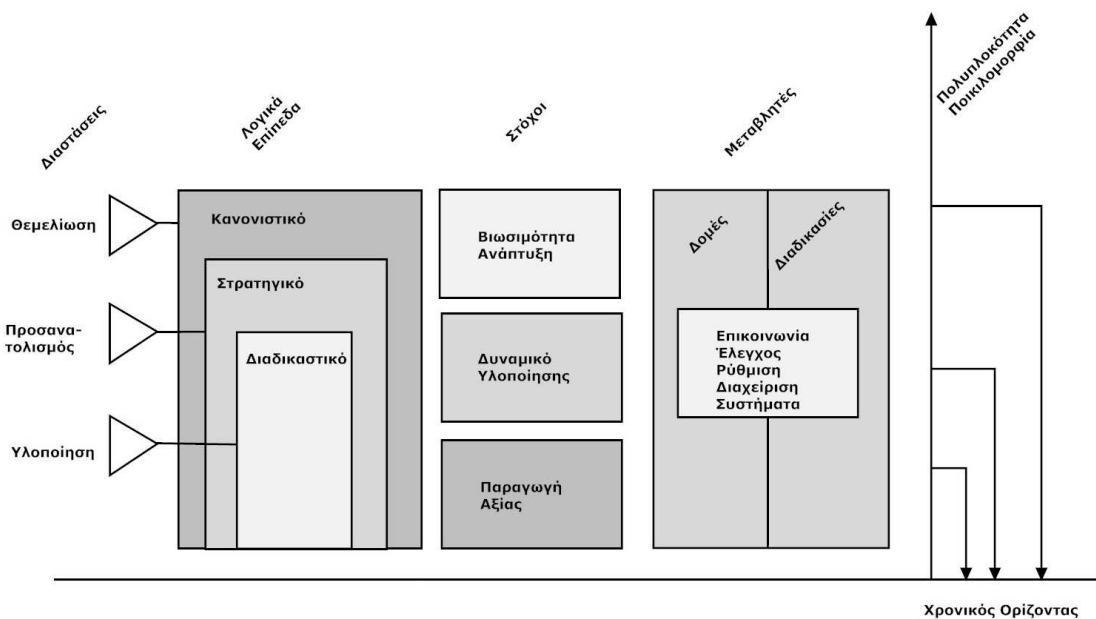 Διαστάσεις
Λογικά
Επίπεδα
Στόχοι
Μεταβλητές
Πολυπλοκότητα
Ποικιλομορφία
Θεμελίωση
Προσανα-
τολισμός
Υλοποίηση
Κανονιστικό
Στρατηγικό
Διαδικαστικό
Βιωσιμότητα
Ανάπτυξη
Δυναμικό
Υλοποίησης
Παραγωγή
Αξίας
Δομές
Διαδικασίες
Επικοινωνία
Έλεγχος
Ρύθμιση
Διαχείριση
Συστήματα
Χρονικός Ορίζοντας